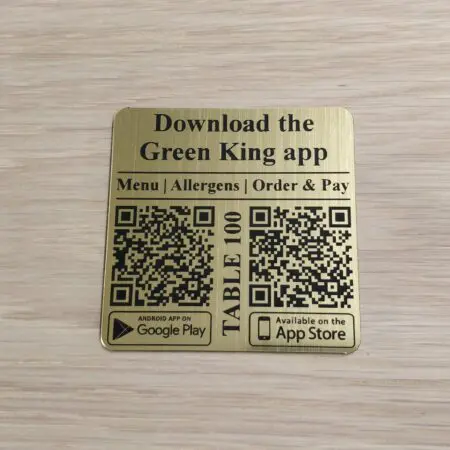 Download the
Green King app
Menu | Allergens | Order & Pay
TABLE 100
ANDROID APP ON
Google Play
Available on the
App Store